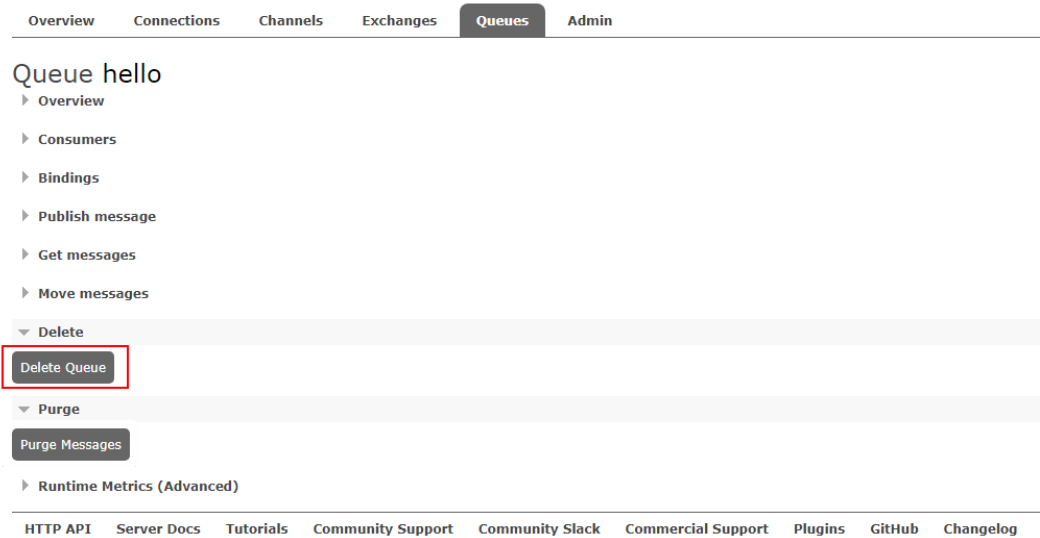 Overview Connections Channels Exchanges Queues Admin
Queue hello
Overview
Consumers
Bindings
Publish message
Get messages
Move messages
Delete
Delete Queue
Purge
Purge Messages
Runtime Metrics (Advanced)
HTTP API Server Docs Tutorials Community Support Community Slack Commercial Support Plugins GitHub Changelog